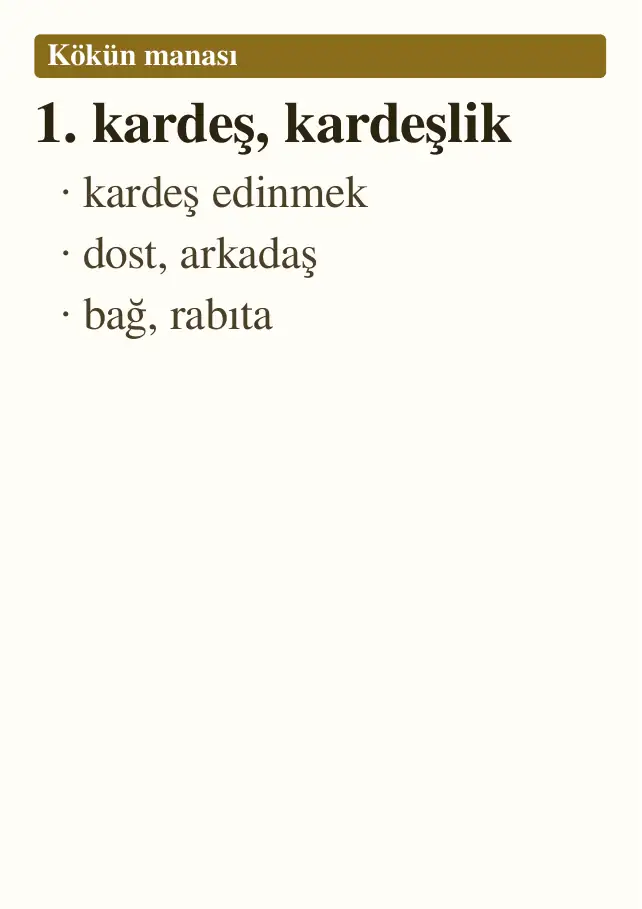 Kökün manası
1. kardeş, kardeşlik
· kardeş edinmek
· dost, arkadaş
· bağ, rabıta